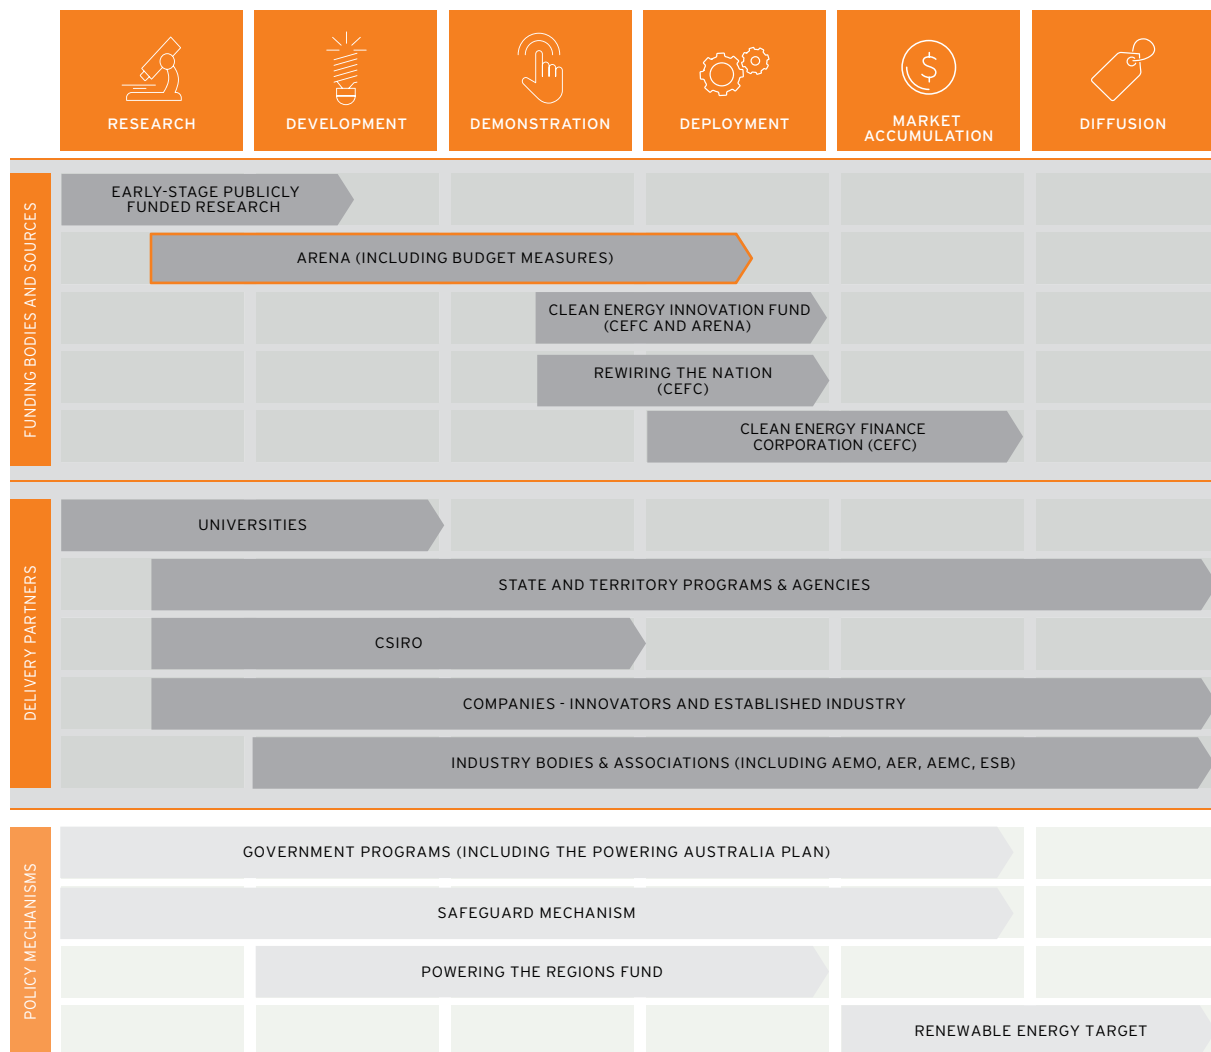 RESEARCH
DEVELOPMENT
DEMONSTRATION
DEPLOYMENT
MARKET
ACCUMULATION
DIFFUSION
FUNDING BODIES AND SOURCES
EARLY-STAGE PUBLICLY
FUNDED RESEARCH
ARENA (INCLUDING BUDGET MEASURES)
CLEAN ENERGY INNOVATION FUND
(CEFC AND ARENA)
REWIRING THE NATION
(CEFC)
CLEAN ENERGY FINANCE
CORPORATION (CEFC)
DELIVERY PARTNERS
UNIVERSITIES
STATE AND TERRITORY PROGRAMS & AGENCIES
CSIRO
COMPANIES - INNOVATORS AND ESTABLISHED INDUSTRY
INDUSTRY BODIES & ASSOCIATIONS (INCLUDING AEMO, AER, AEMC, ESB)
POLICY MECHANISMS
GOVERNMENT PROGRAMS (INCLUDING THE POWERING AUSTRALIA PLAN)
SAFEGUARD MECHANISM
POWERING THE REGIONS FUND
RENEWABLE ENERGY TARGET